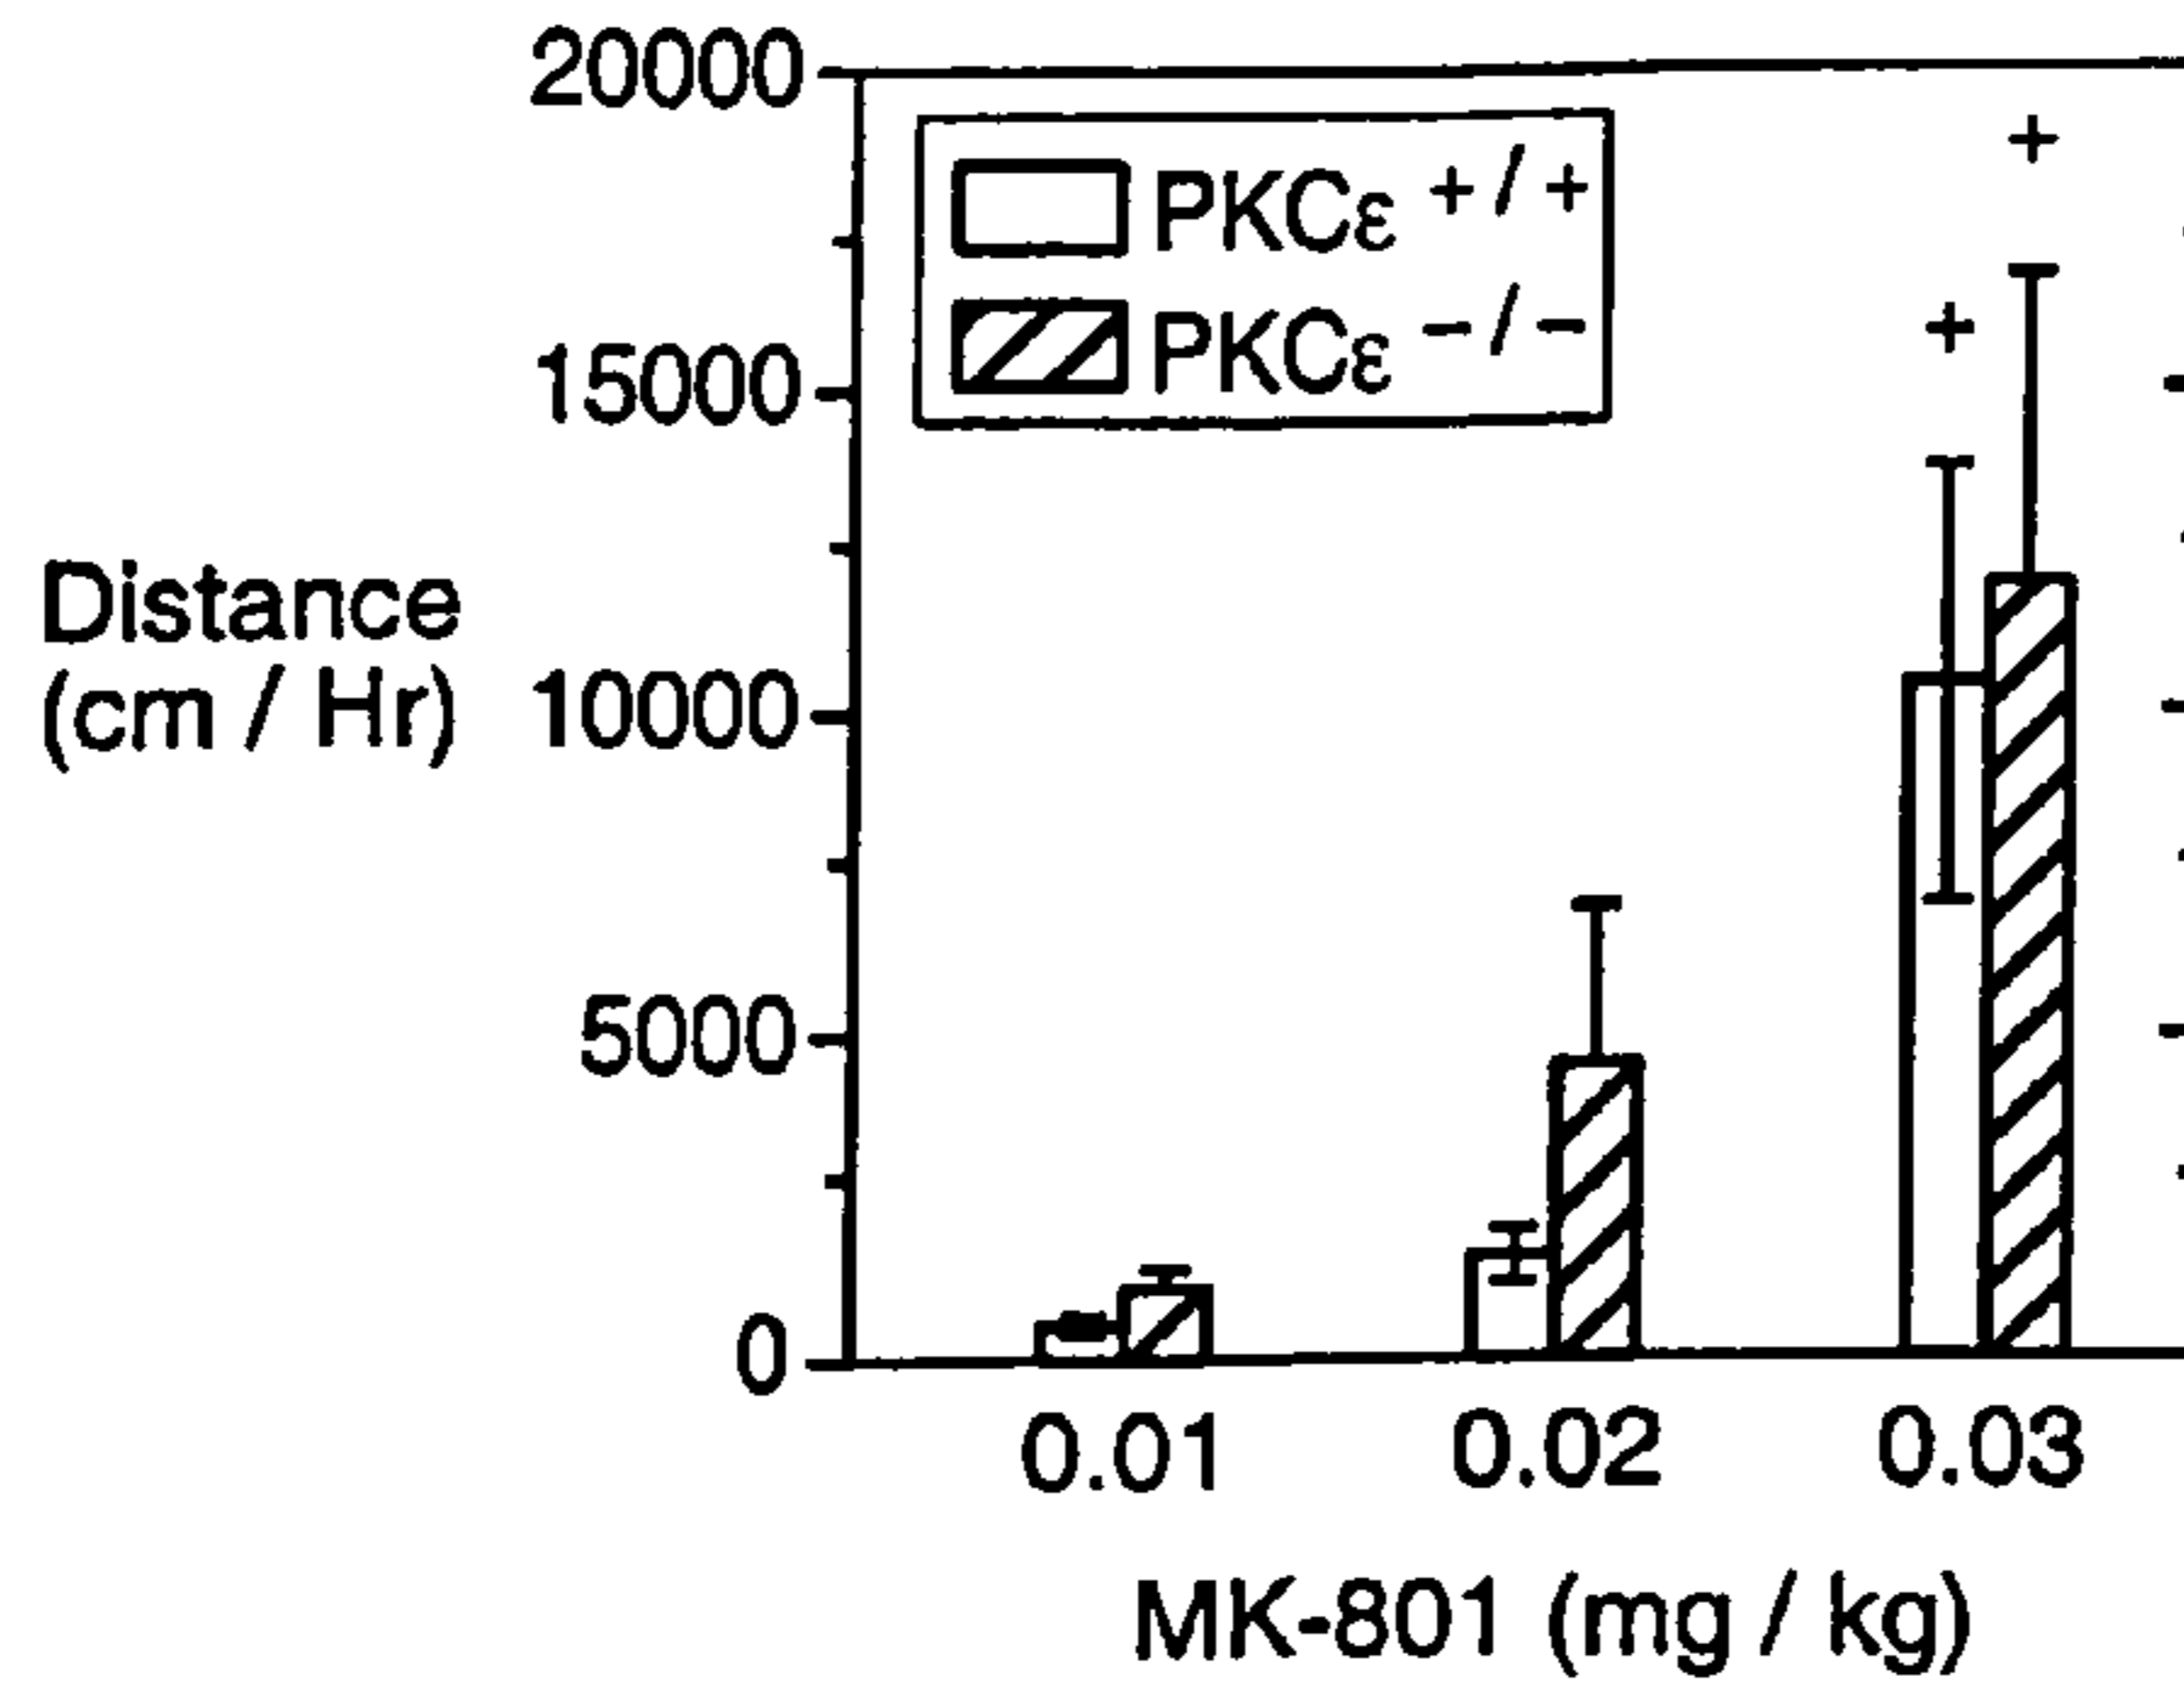 20000
PKCε +/+
PKCε -/-
+
+
15000
Distance
(cm / Hr)
10000
5000
0
0.01 0.02 0.03
MK-801 (mg / kg)